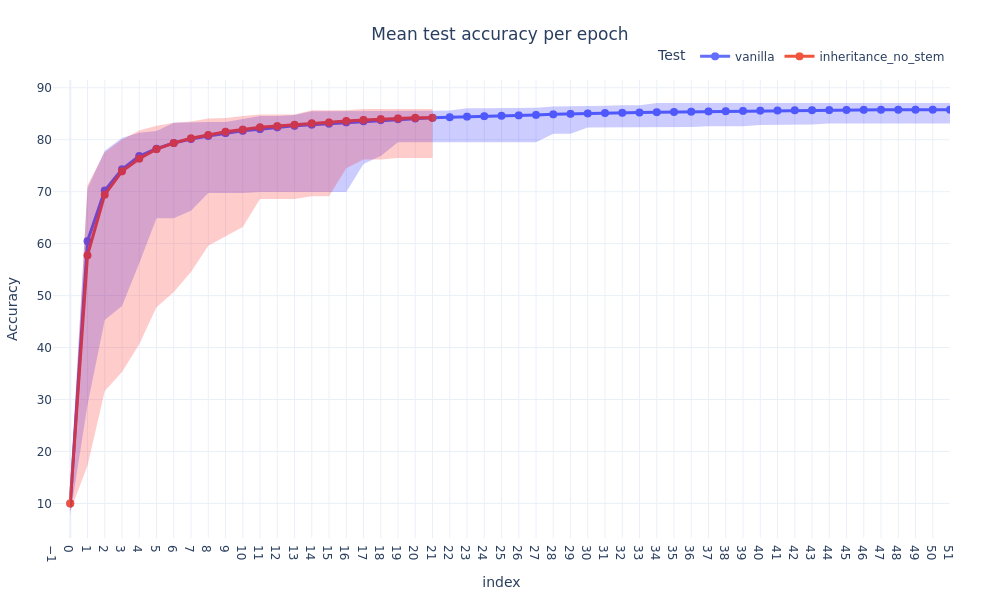 Mean test accuracy per epoch
Test vanilla inheritance_no_stem
90
80
70
60
50
40
30
20
10
Accuracy
−1 0 1 2 3 4 5 6 7 8 9 10 11 12 13 14 15 16 17 18 19 20 21 22 23 24 25 26 27 28 29 30 31 32 33 34 35 36 37 38 39 40 41 42 43 44 45 46 47 48 49 50 51
index